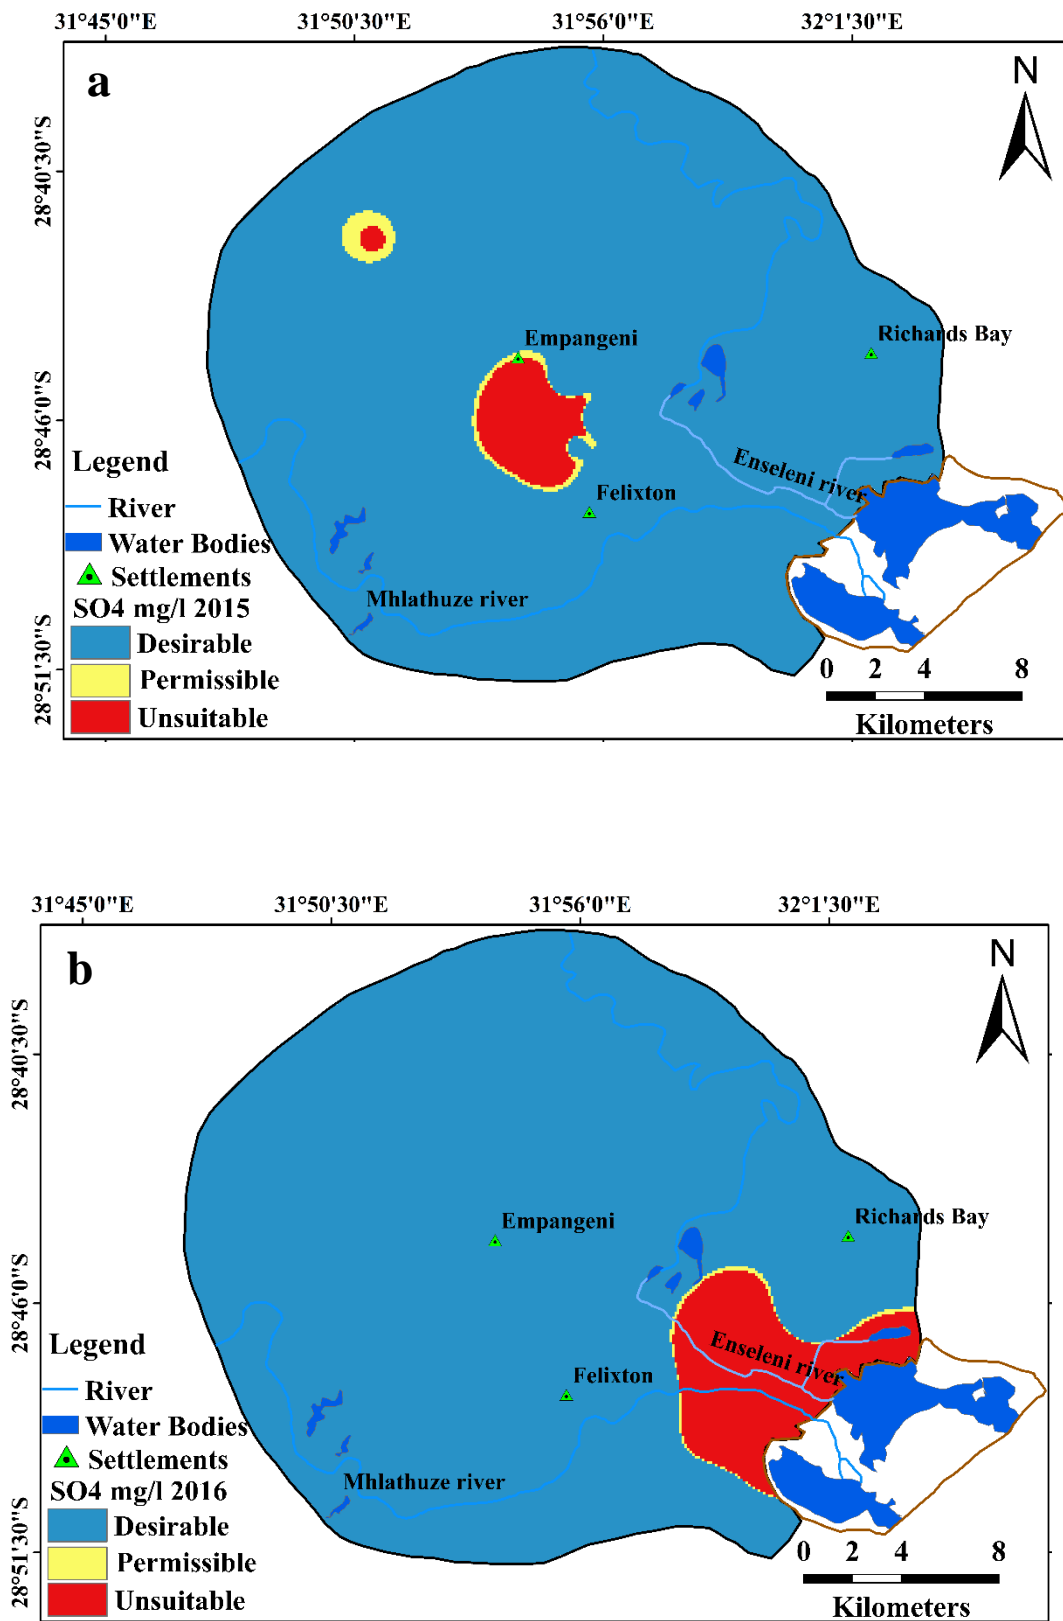 31°45'0"E 31°50'30"E 31°56'0"E 32°1'30"E
a
N
28°40'30"S
28°46'0"S
28°51'30"S
Empangeni
Richards Bay
Enseleni river
Felixton
Mhlathuze river
Legend
River
Water Bodies
Settlements
SO4 mg/l 2015
Desirable
Permissible
Unsuitable
0 2 4 8
Kilometers
31°45'0"E 31°50'30"E 31°56'0"E 32°1'30"E
b
N
28°40'30"S
28°46'0"S
28°51'30"S
Empangeni
Richards Bay
Enseleni river
Felixton
Mhlathuze river
Legend
River
Water Bodies
Settlements
SO4 mg/l 2016
Desirable
Permissible
Unsuitable
0 2 4 8
Kilometers